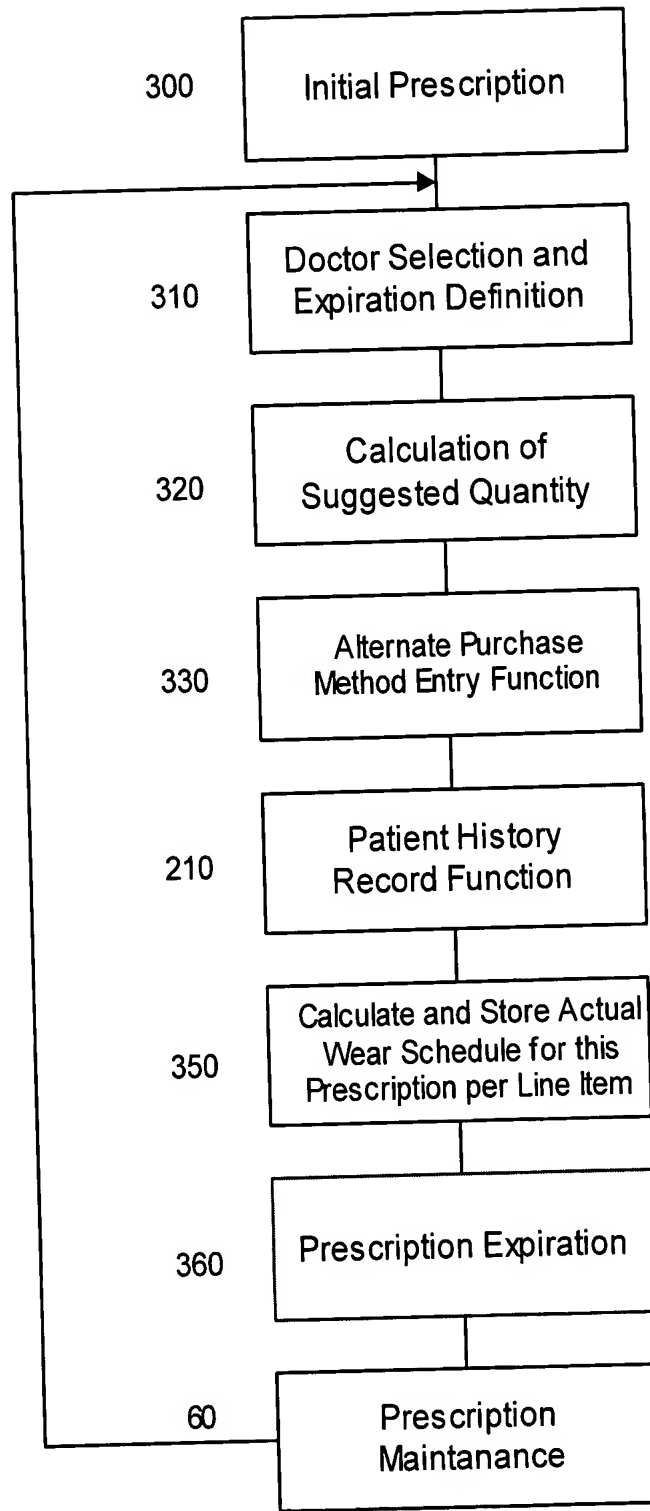 300
Initial Prescription
310
Doctor Selection and
Expiration Definition
320
Calculation of
Suggested Quantity
330
Alternate Purchase
Method Entry Function
210
Patient History
Record Function
350
Calculate and Store Actual
Wear Schedule for this
Prescription per Line Item
360
Prescription Expiration
60
Prescription
Maintanance